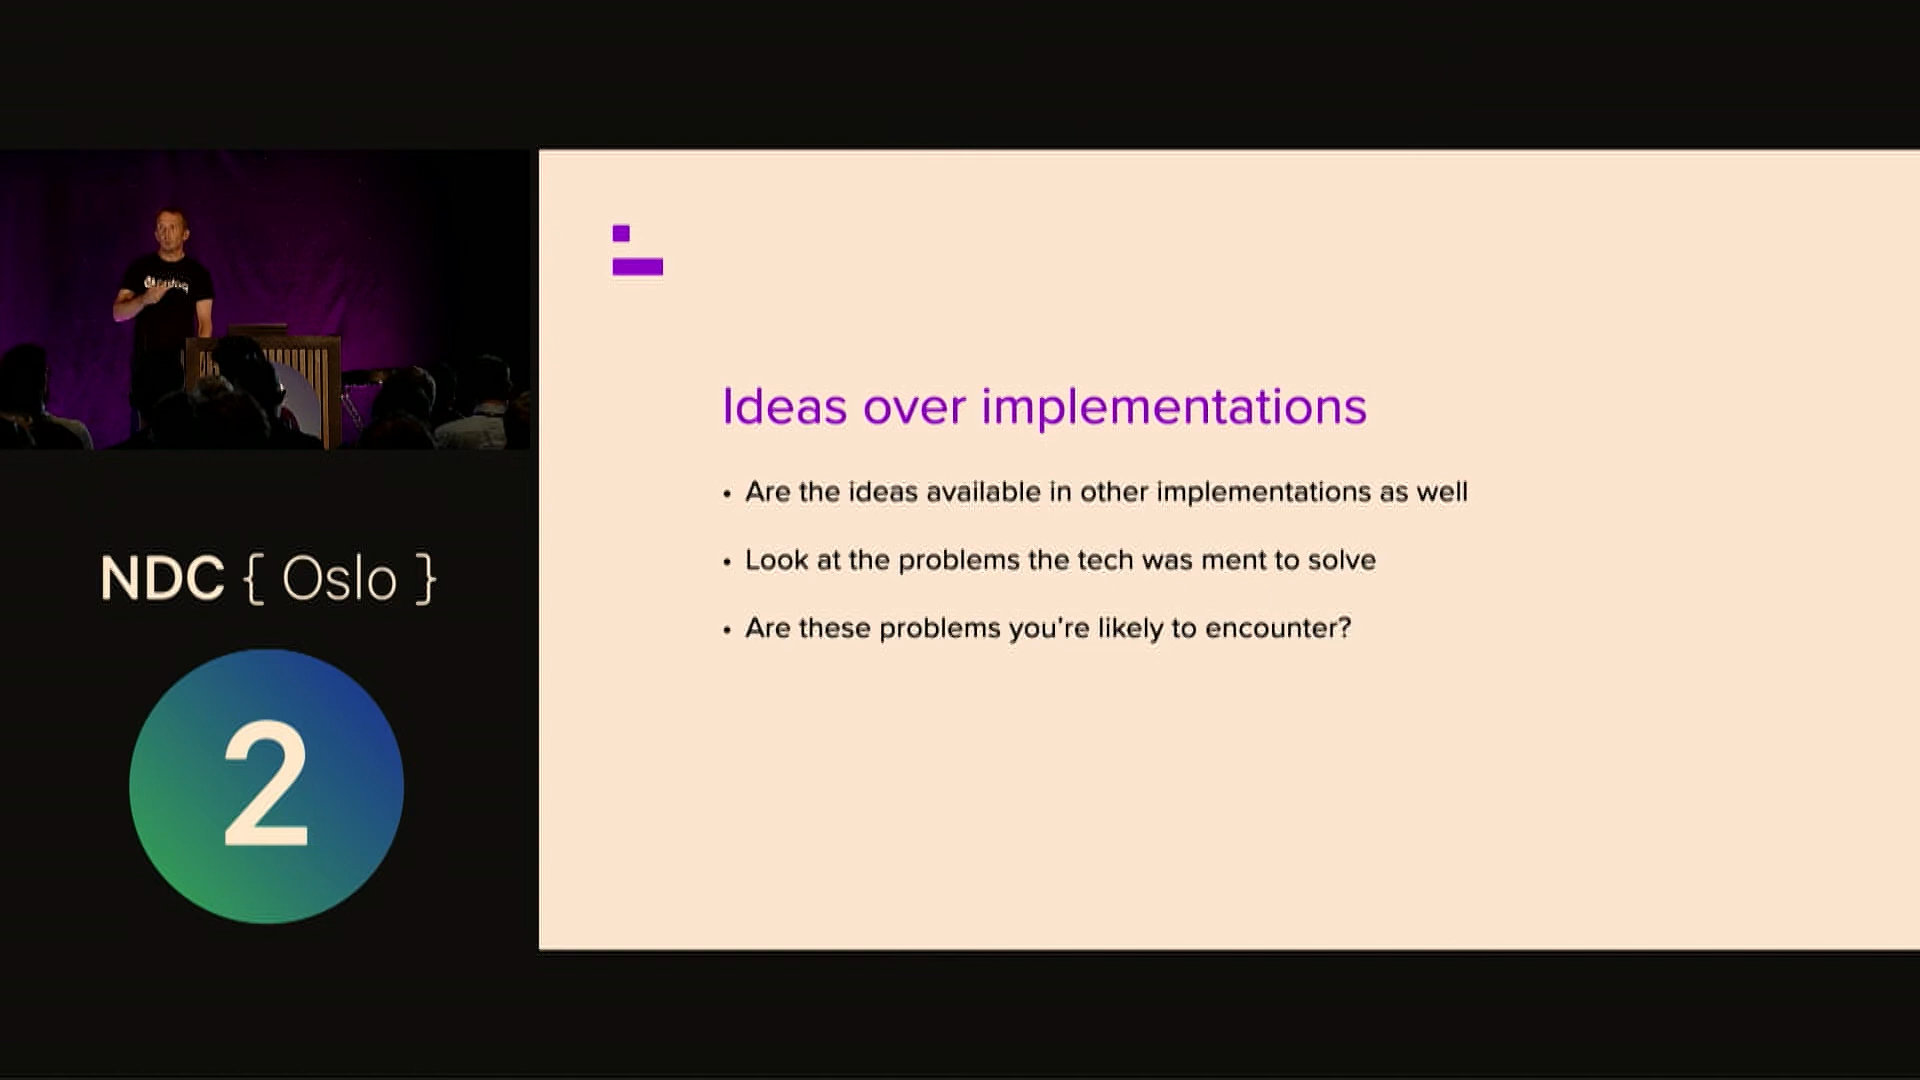 Ideas over implementations
• Are the ideas available in other implementations as well
• Look at the problems the tech was ment to solve
• Are these problems you're likely to encounter?
NDC { Oslo }
2